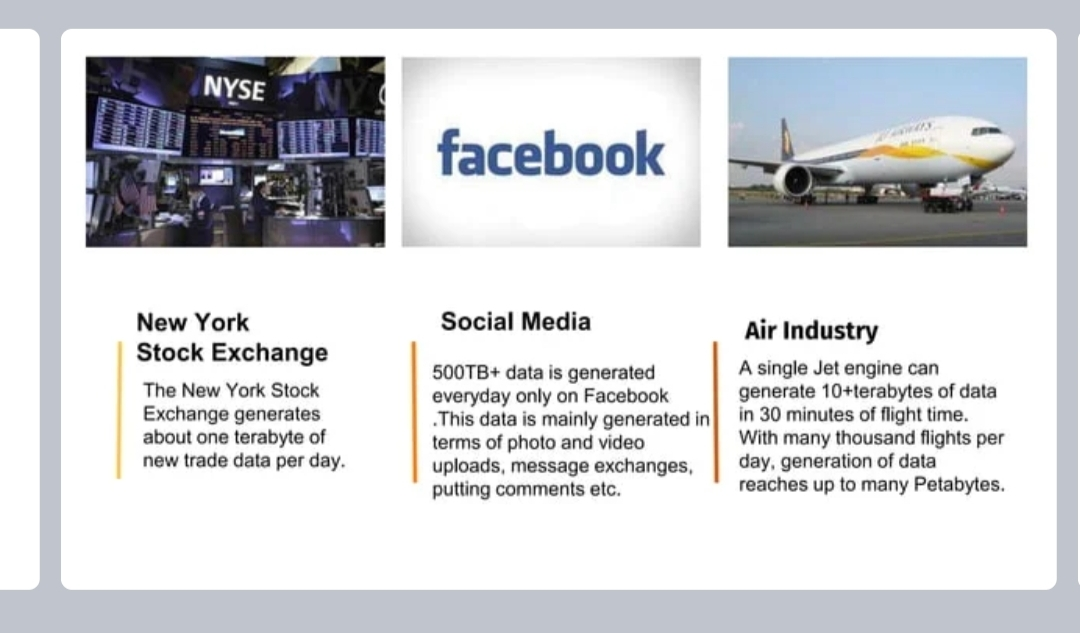 NYSE
NY
facebook
JET AIRWAYS
New York
Stock Exchange
The New York Stock
Exchange generates
about one terabyte of
new trade data per day.
Social Media
500TB+ data is generated
everyday only on Facebook
.This data is mainly generated in
terms of photo and video
uploads, message exchanges,
putting comments etc.
Air Industry
A single Jet engine can
generate 10+terabytes of data
in 30 minutes of flight time.
With many thousand flights per
day, generation of data
reaches up to many Petabytes.